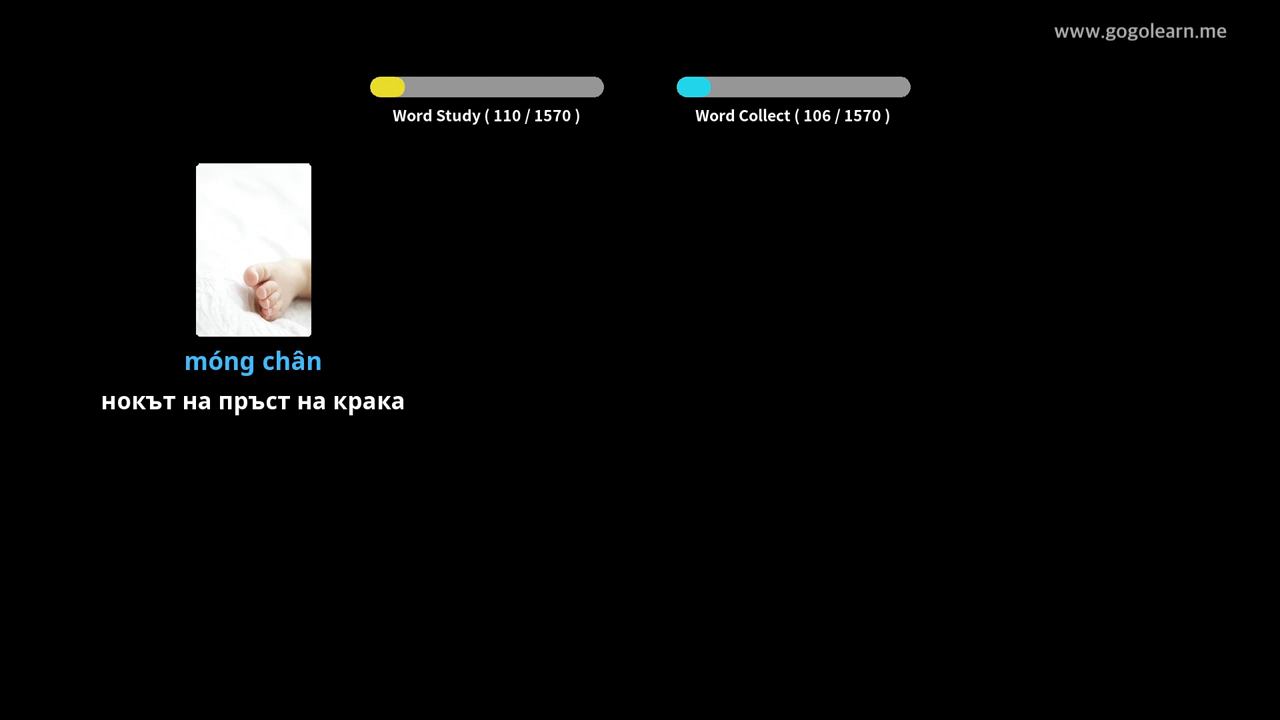 www.gogolearn.me
Word Study ( 110 / 1570 )
Word Collect ( 106 / 1570 )
móng chân
нокът на пръст на крака